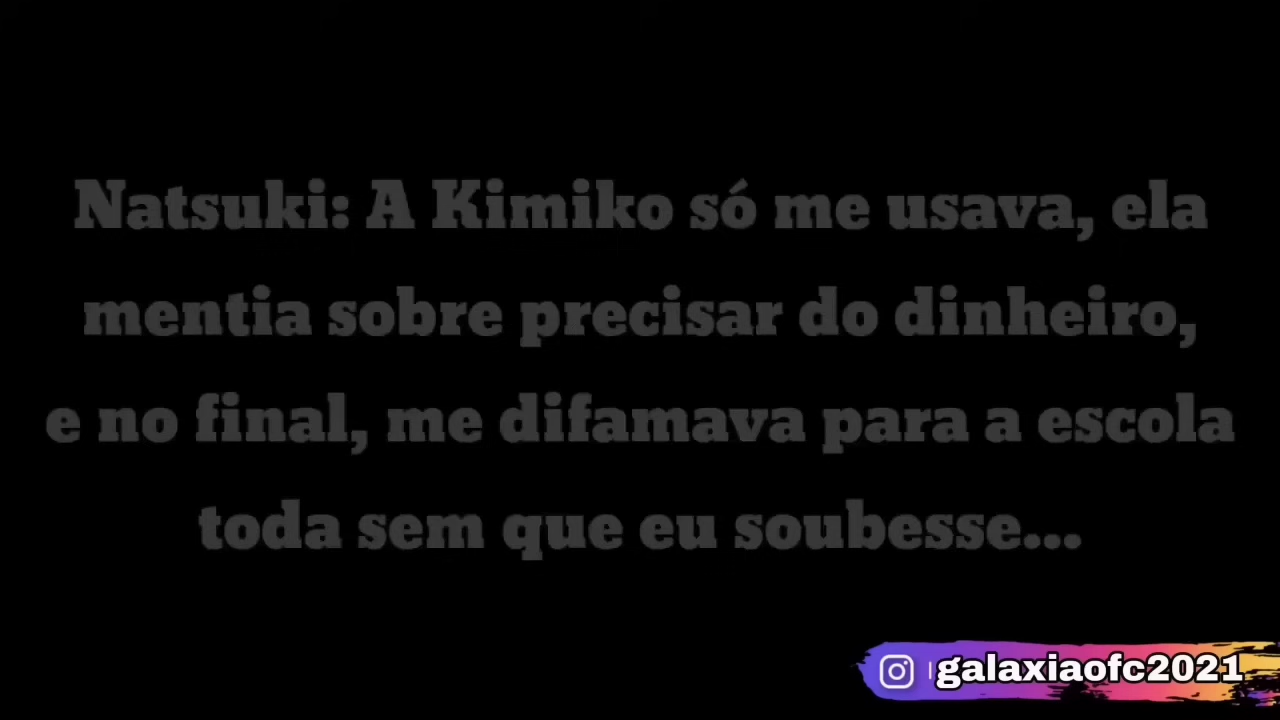 Natsuki: A Kimiko só me usava, ela
mentia sobre precisar do dinheiro,
e no final, me difamava para a escola
toda sem que eu soubesse...
galaxiaofc2021